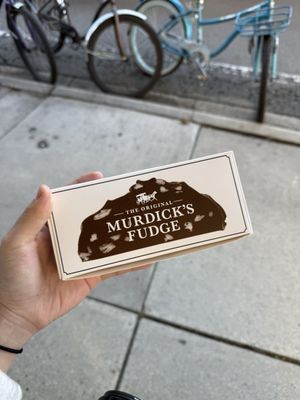 THE ORIGINAL
MURDICK'S
FUDGE